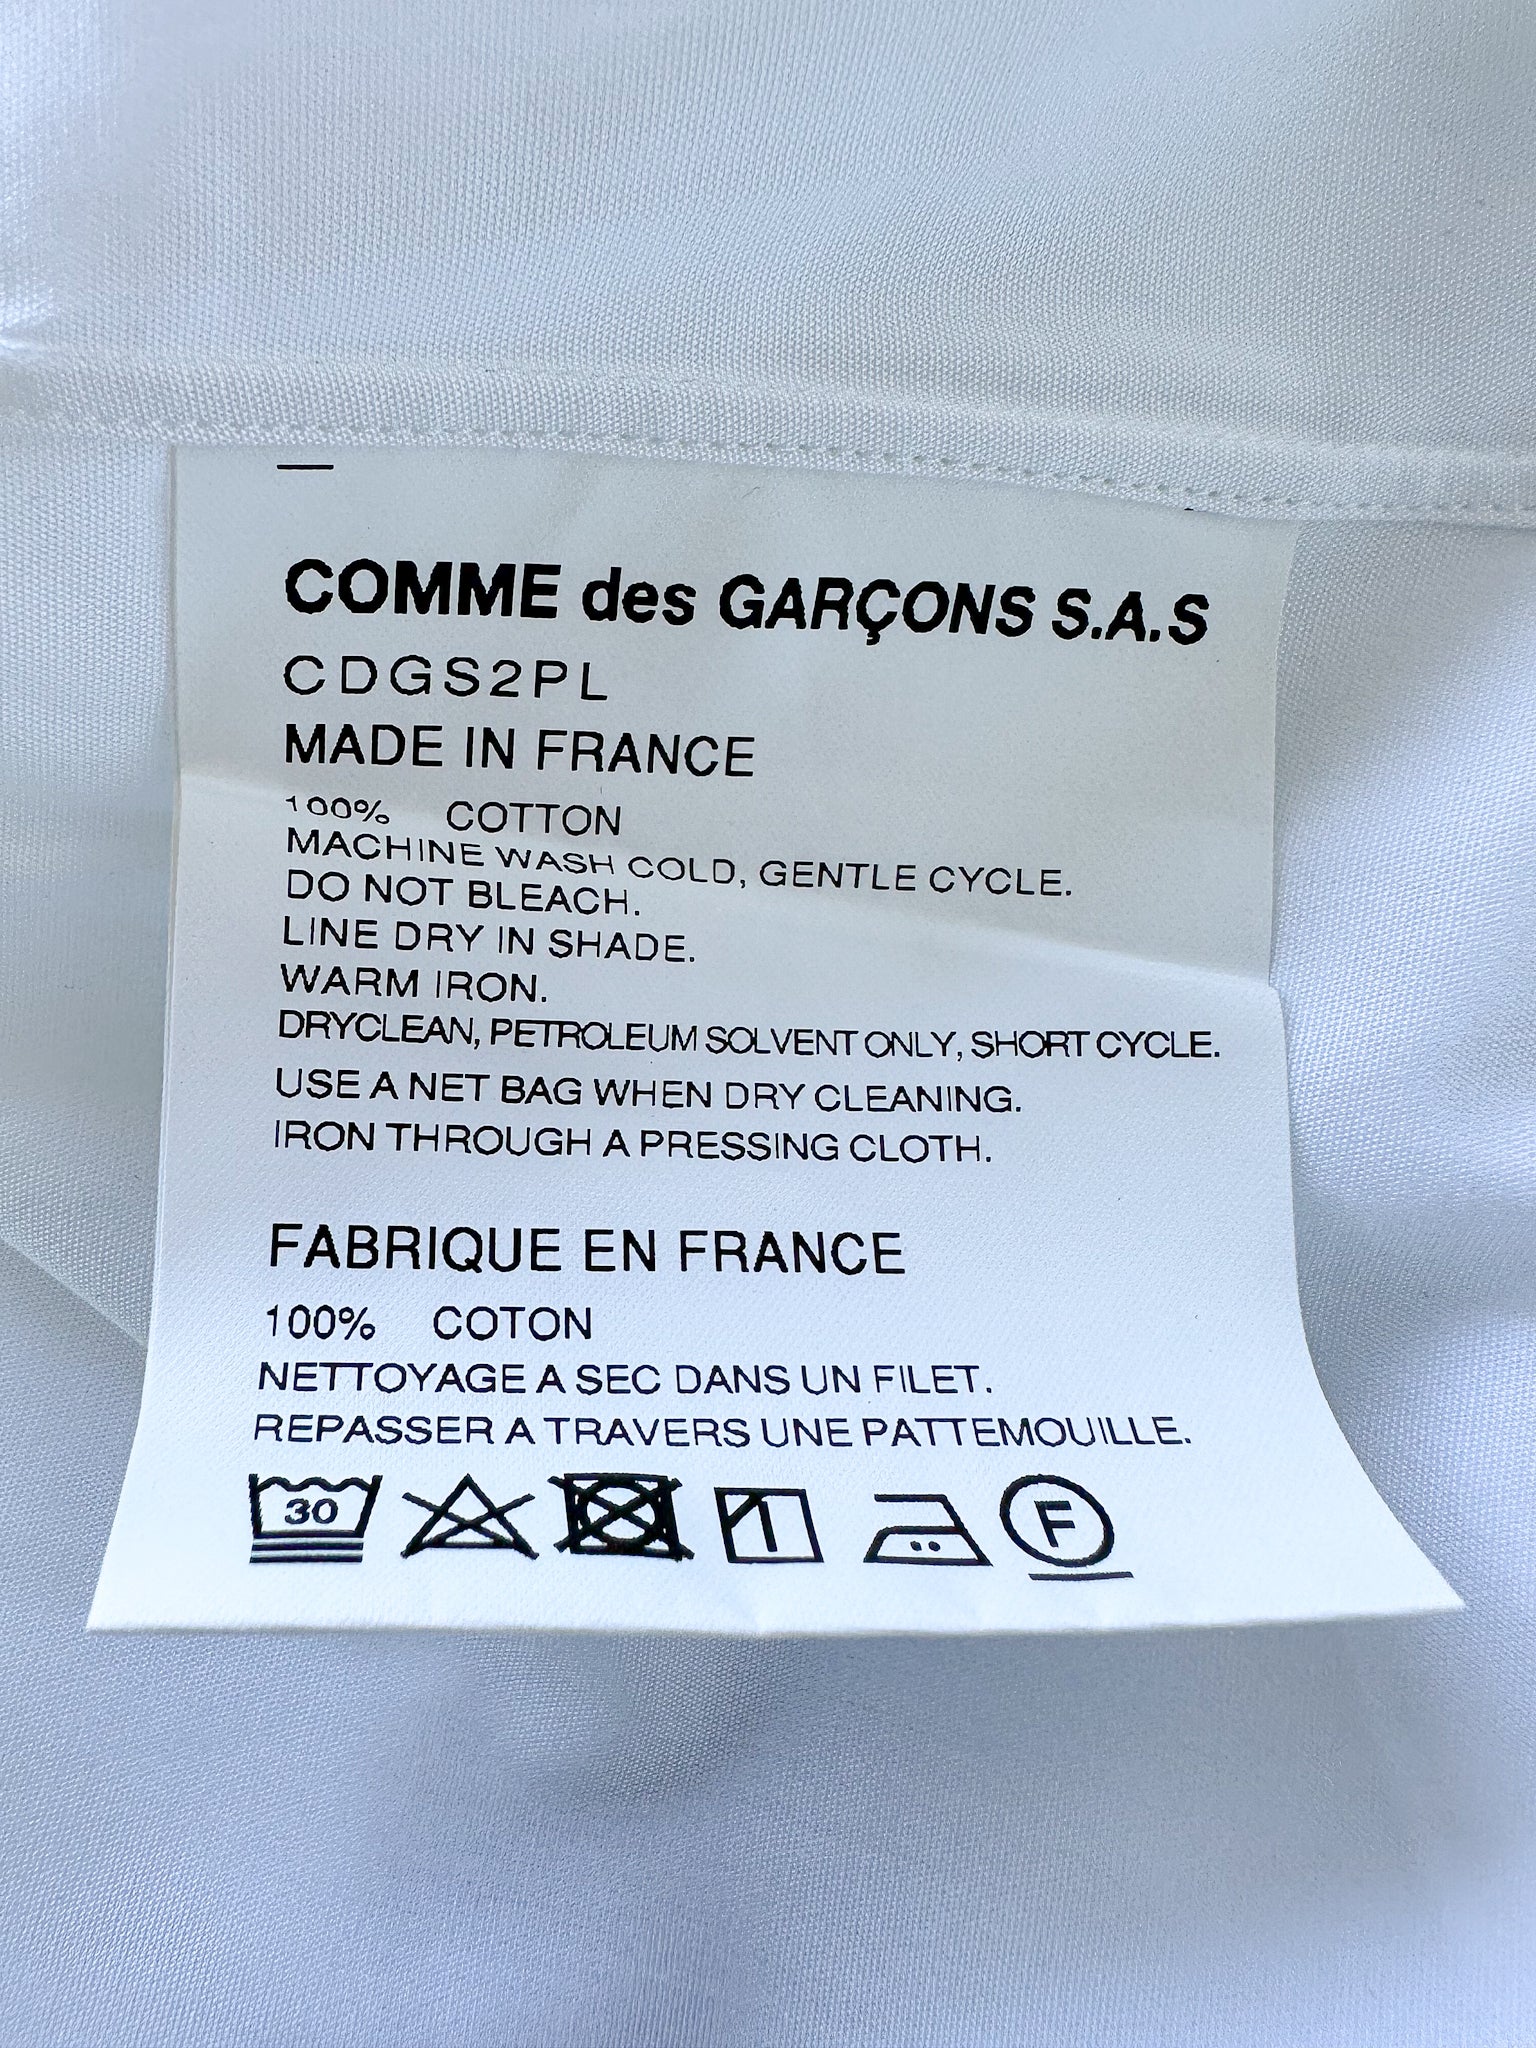 COMME des GARÇONS S.A.S
CDGS2PL
MADE IN FRANCE
100% COTTON
MACHINE WASH COLD, GENTLE CYCLE.
DO NOT BLEACH.
LINE DRY IN SHADE.
WARM IRON.
DRYCLEAN, PETROLEUM SOLVENT ONLY, SHORT CYCLE.
USE A NET BAG WHEN DRY CLEANING.
IRON THROUGH A PRESSING CLOTH.
FABRIQUE EN FRANCE
100% COTON
NETTOYAGE A SEC DANS UN FILET.
REPASSER A TRAVERS UNE PATTEMOUILLE.
30 F